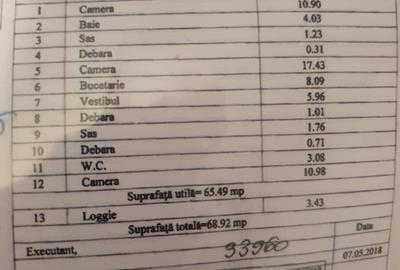 1 Camera 10.90
2 Baie 4.03
3 Sas 1.23
4 Debara 0.31
5 Camera 17.43
6 Bucatarie 8.09
7 Vestibul 5.96
8 Debara 1.01
9 Sas 1.76
10 Debara 0.71
11 W.C. 3.08
12 Camera 10.98
Suprafață utilă= 65.49 mp
13 Loggie 3.43
Suprafață totală=68.92 mp
Executant, 93960 Data
07.05.2018